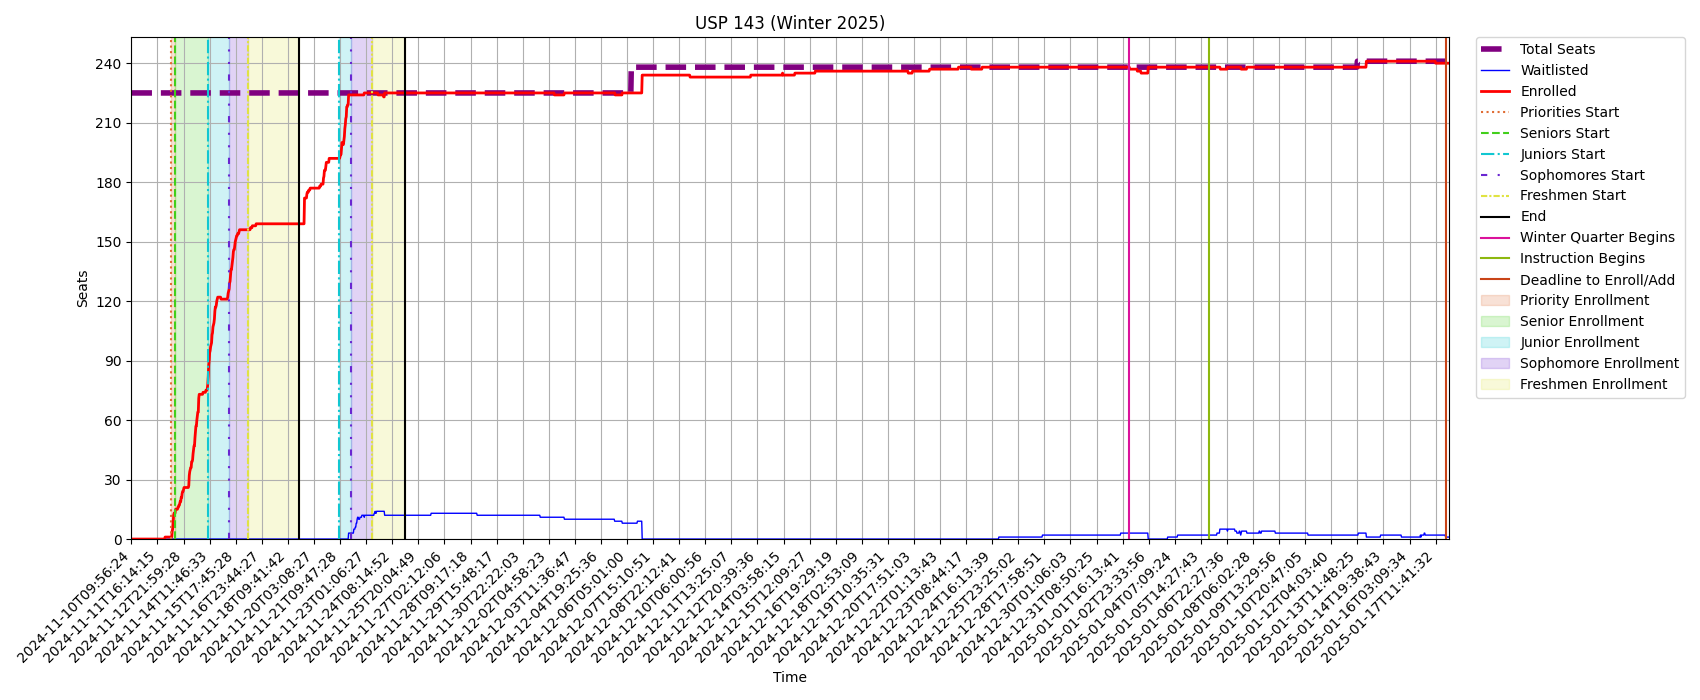 USP 143 (Winter 2025)
Seats
240
210
180
150
120
90
60
30
0
2024-11-10T09:56:24
2024-11-11T16:14:15
2024-11-12T21:59:28
2024-11-14T11:46:33
2024-11-15T17:45:28
2024-11-16T23:44:27
2024-11-18T09:41:42
2024-11-20T03:08:27
2024-11-21T09:47:28
2024-11-23T01:06:27
2024-11-24T08:14:52
2024-11-25T20:04:49
2024-11-27T02:12:06
2024-11-28T09:17:18
2024-11-29T15:48:17
2024-11-30T22:22:03
2024-12-02T04:58:23
2024-12-03T11:36:47
2024-12-04T19:25:36
2024-12-06T05:01:00
2024-12-07T15:10:51
2024-12-08T22:12:41
2024-12-10T06:00:56
2024-12-11T13:25:07
2024-12-12T20:39:36
2024-12-14T03:58:15
2024-12-15T12:09:27
2024-12-16T19:29:19
2024-12-18T02:53:09
2024-12-19T10:35:31
2024-12-20T17:51:03
2024-12-22T01:13:43
2024-12-23T08:44:17
2024-12-24T16:13:39
2024-12-25T23:25:02
2024-12-28T17:58:51
2024-12-30T01:06:03
2024-12-31T08:50:25
2025-01-01T16:13:41
2025-01-02T23:33:56
2025-01-04T07:09:24
2025-01-05T14:27:43
2025-01-06T22:27:36
2025-01-08T06:02:28
2025-01-09T13:29:56
2025-01-10T20:47:05
2025-01-12T04:03:40
2025-01-13T11:48:25
2025-01-14T19:38:43
2025-01-16T03:09:34
2025-01-17T11:41:32
Time
Total Seats
Waitlisted
Enrolled
Priorities Start
Seniors Start
Juniors Start
Sophomores Start
Freshmen Start
End
Winter Quarter Begins
Instruction Begins
Deadline to Enroll/Add
Priority Enrollment
Senior Enrollment
Junior Enrollment
Sophomore Enrollment
Freshmen Enrollment